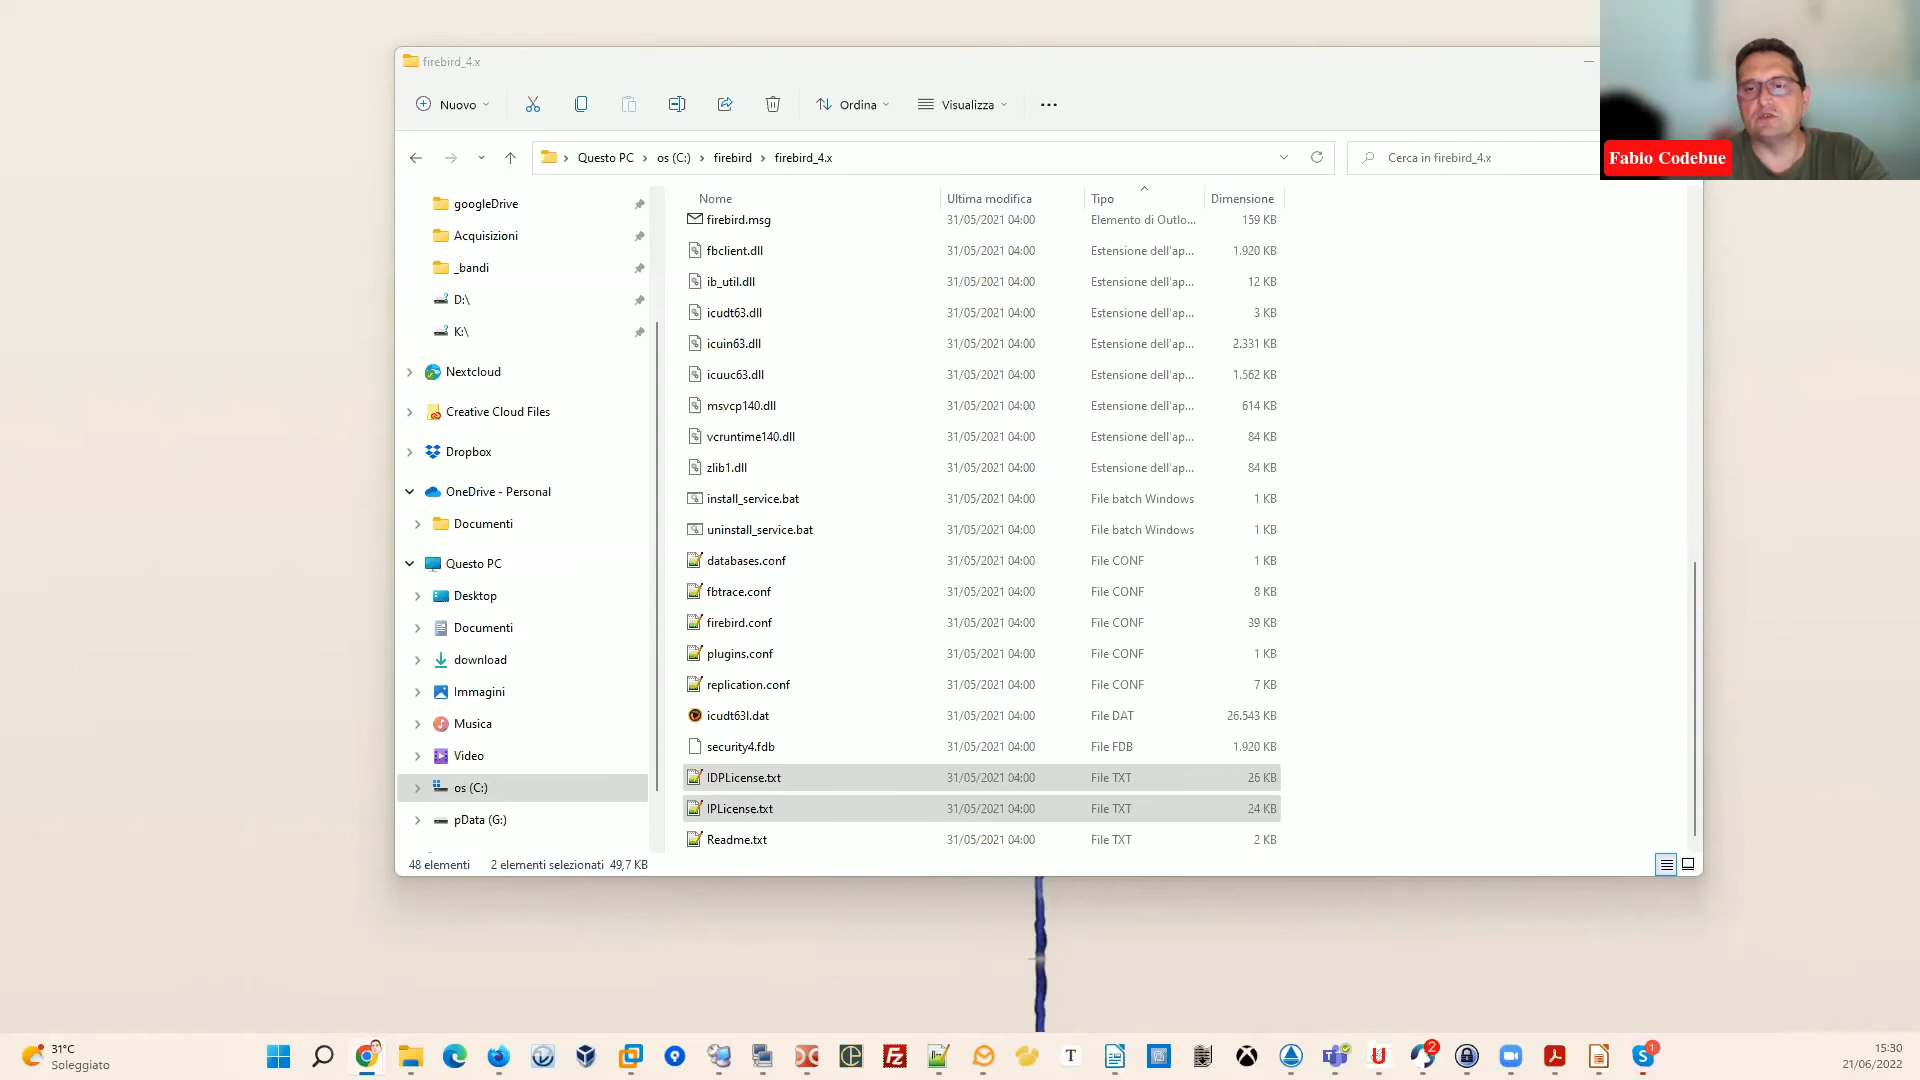 firebird_4.x
Nuovo
Ordina
Visualizza
Questo PC
os (C:)
firebird
firebird_4.x
Cerca in firebird_4.x
Fabio Codebue
Nome
Ultima modifica
Tipo
Dimensione
firebird.msg 31/05/2021 04:00 Elemento di Outlo... 159 KB
fbclient.dll 31/05/2021 04:00 Estensione dell'ap... 1.920 KB
ib_util.dll 31/05/2021 04:00 Estensione dell'ap... 12 KB
icudt63.dll 31/05/2021 04:00 Estensione dell'ap... 3 KB
icuin63.dll 31/05/2021 04:00 Estensione dell'ap... 2.331 KB
icuuc63.dll 31/05/2021 04:00 Estensione dell'ap... 1.562 KB
msvcp140.dll 31/05/2021 04:00 Estensione dell'ap... 614 KB
vcruntime140.dll 31/05/2021 04:00 Estensione dell'ap... 84 KB
zlib1.dll 31/05/2021 04:00 Estensione dell'ap... 84 KB
install_service.bat 31/05/2021 04:00 File batch Windows 1 KB
uninstall_service.bat 31/05/2021 04:00 File batch Windows 1 KB
databases.conf 31/05/2021 04:00 File CONF 1 KB
fbtrace.conf 31/05/2021 04:00 File CONF 8 KB
firebird.conf 31/05/2021 04:00 File CONF 39 KB
plugins.conf 31/05/2021 04:00 File CONF 1 KB
replication.conf 31/05/2021 04:00 File CONF 7 KB
icudt63l.dat 31/05/2021 04:00 File DAT 26.543 KB
security4.fdb 31/05/2021 04:00 File FDB 1.920 KB
IDPLicense.txt 31/05/2021 04:00 File TXT 26 KB
IPLicense.txt 31/05/2021 04:00 File TXT 24 KB
Readme.txt 31/05/2021 04:00 File TXT 2 KB
googleDrive
Acquisizioni
_bandi
D:\
K:\
Nextcloud
Creative Cloud Files
Dropbox
OneDrive - Personal
Documenti
Questo PC
Desktop
Documenti
download
Immagini
Musica
Video
os (C:)
pData (G:)
48 elementi
2 elementi selezionati 49,7 KB
31°C
Soleggiato
2
1
15:30
21/06/2022